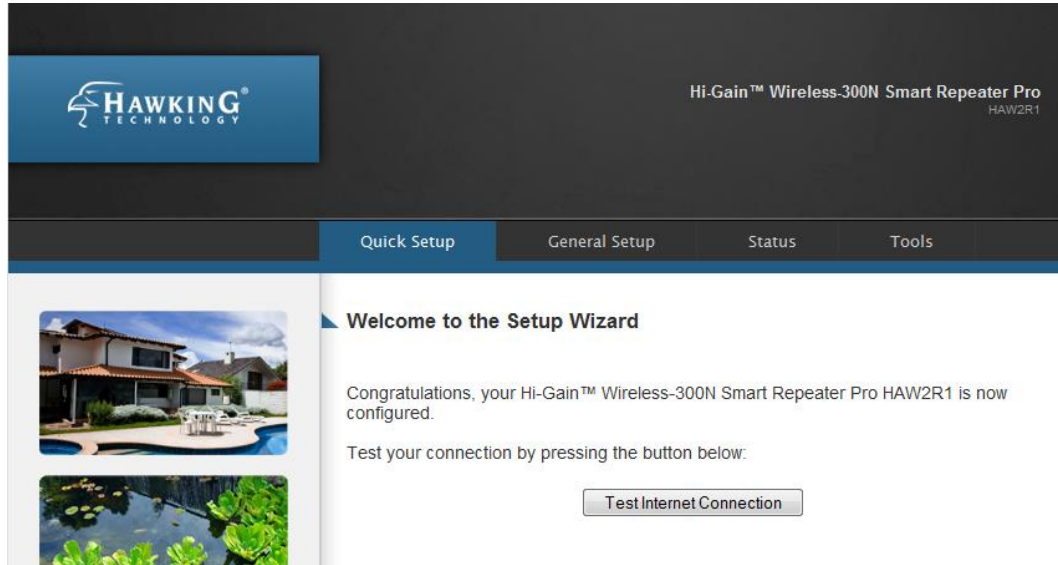 HAWKING®
TECHNOLOGY
Hi-Gain™ Wireless-300N Smart Repeater Pro
HAW2R1
Quick Setup
General Setup
Status
Tools
Welcome to the Setup Wizard
Congratulations, your Hi-Gain™ Wireless-300N Smart Repeater Pro HAW2R1 is now
configured.
Test your connection by pressing the button below:
Test Internet Connection